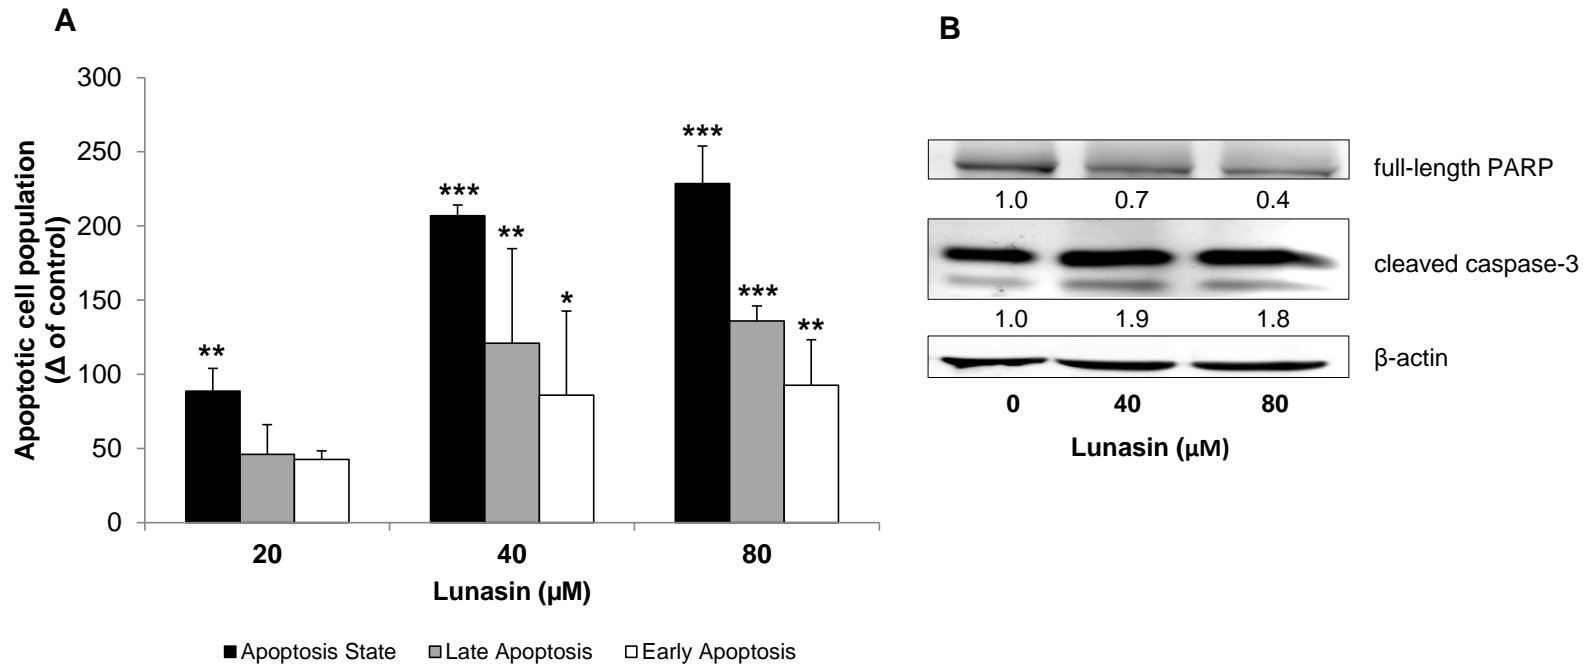 A
300
250
200
150
100
50
0
Apoptotic cell population
(Δ of control)
**
***
**
*
***
***
**
20
40
80
Lunasin (µM)
Apoptosis State
Late Apoptosis
Early Apoptosis
B
full-length PARP
1.0 0.7 0.4
cleaved caspase-3
1.0 1.9 1.8
β-actin
0 40 80
Lunasin (µM)